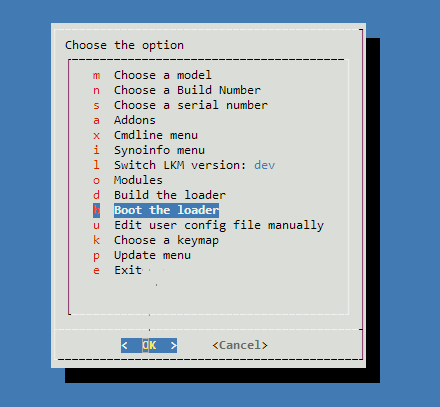 Choose the option
m Choose a model
n Choose a Build Number
s Choose a serial number
a Addons
x Cmdline menu
i Synoinfo menu
l Switch LKM version: dev
o Modules
d Build the loader
Boot the loader
u Edit user config file manually
k Choose a keymap
p Update menu
e Exit
< OK > <Cancel>